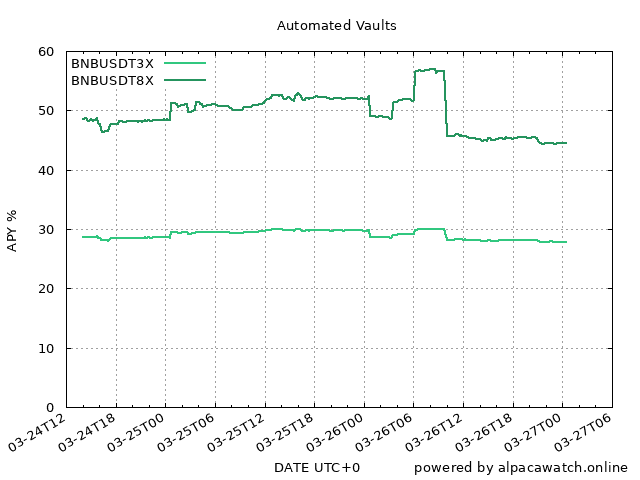 Automated Vaults
BNBUSDT3X
BNBUSDT8X
60
50
40
30
20
10
0
APY %
03-24T12
03-24T18
03-25T00
03-25T06
03-25T12
03-25T18
03-26T00
03-26T06
03-26T12
03-26T18
03-27T00
03-27T06
DATE UTC+0
powered by alpacawatch.online